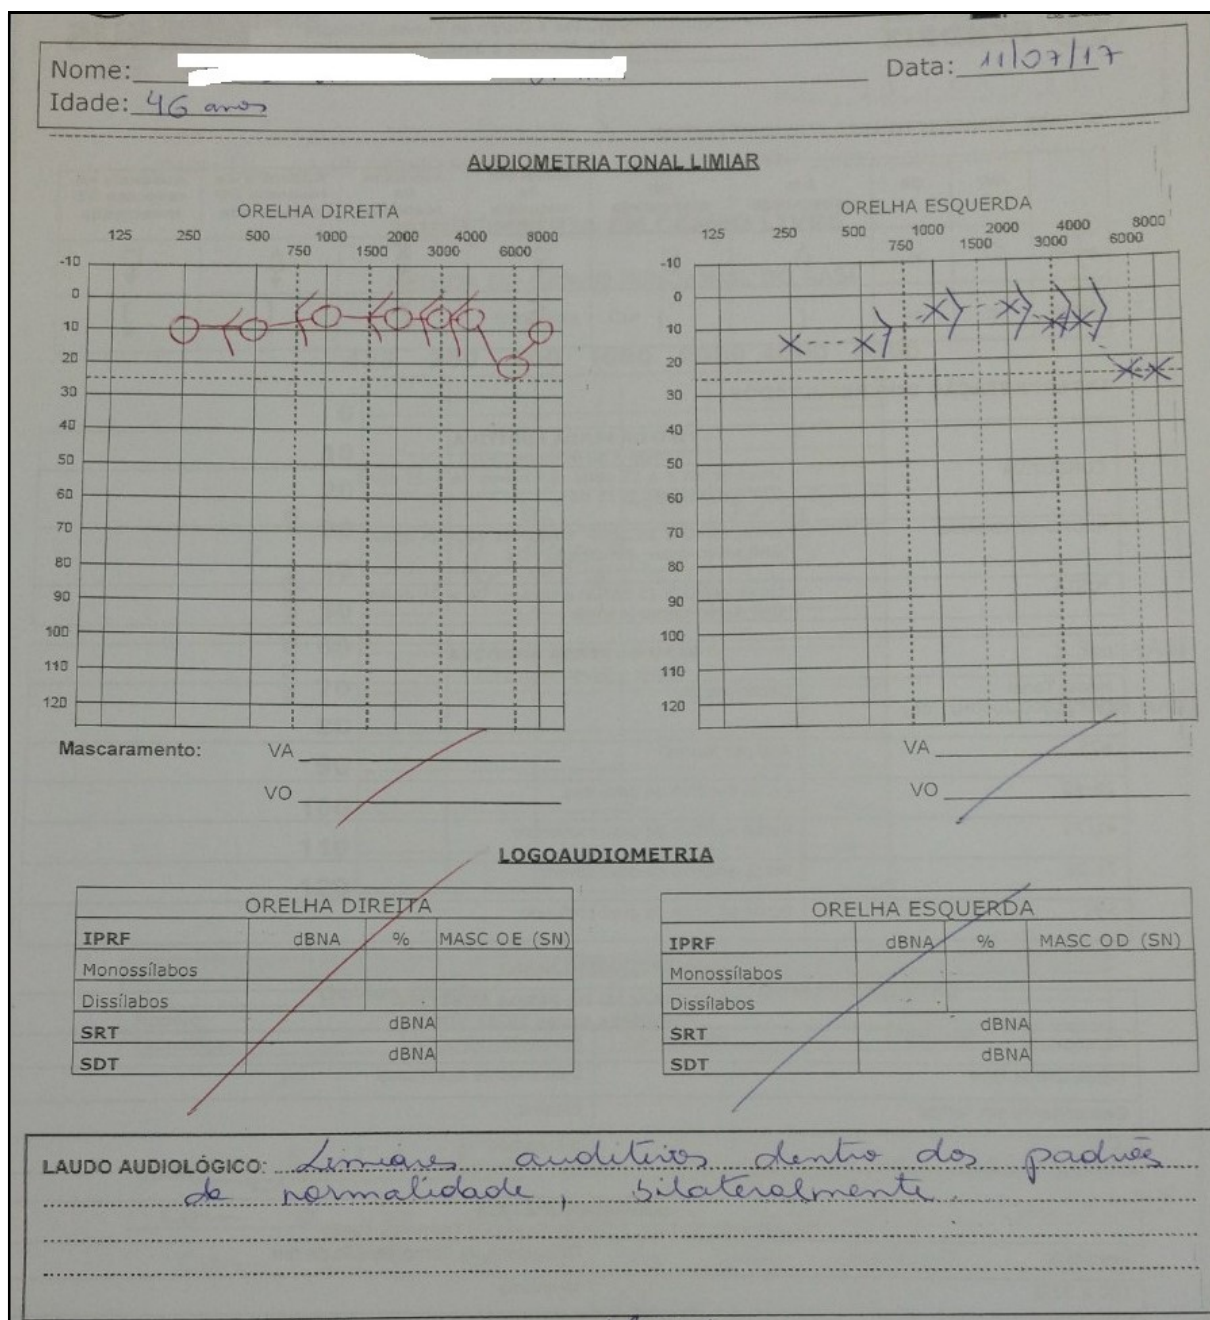 Nome: Data: 11/07/17
Idade: 46 anos
AUDIOMETRIA TONAL LIMIAR
ORELHA DIREITA
125 250 500 750 1000 1500 2000 3000 4000 6000 8000
-10
0
10
20
30
40
50
60
70
80
90
100
110
120
ORELHA ESQUERDA
125 250 500 750 1000 1500 2000 3000 4000 6000 8000
-10
0
10
20
30
40
50
60
70
80
90
100
110
120
Mascaramento: VA VA
VO VO
LOGOAUDIOMETRIA
ORELHA DIREITA
IPRF dBNA % MASC OE (SN)
Monossílabos
Dissílabos
SRT dBNA
SDT dBNA
ORELHA ESQUERDA
IPRF dBNA % MASC OD (SN)
Monossílabos
Dissílabos
SRT dBNA
SDT dBNA
LAUDO AUDIOLÓGICO: Limiares auditivos dentro dos padrões
de normalidade, bilateralmente.